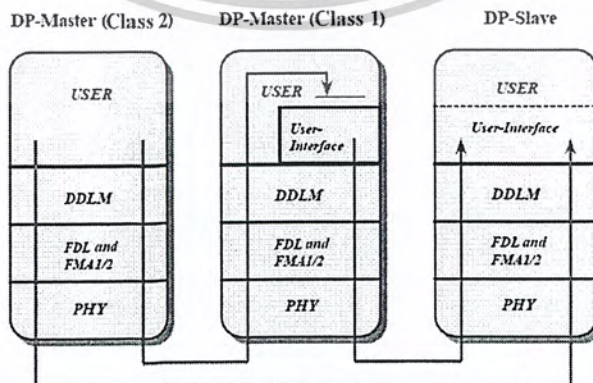 DP-Master (Class 2) DP-Master (Class 1) DP-Slave
USER USER USER
User-
Interface
User-Interface
DDLM DDLM DDLM
FDL and
FMA1/2
FDL and
FMA1/2
FDL and
FMA1/2
PHY PHY PHY